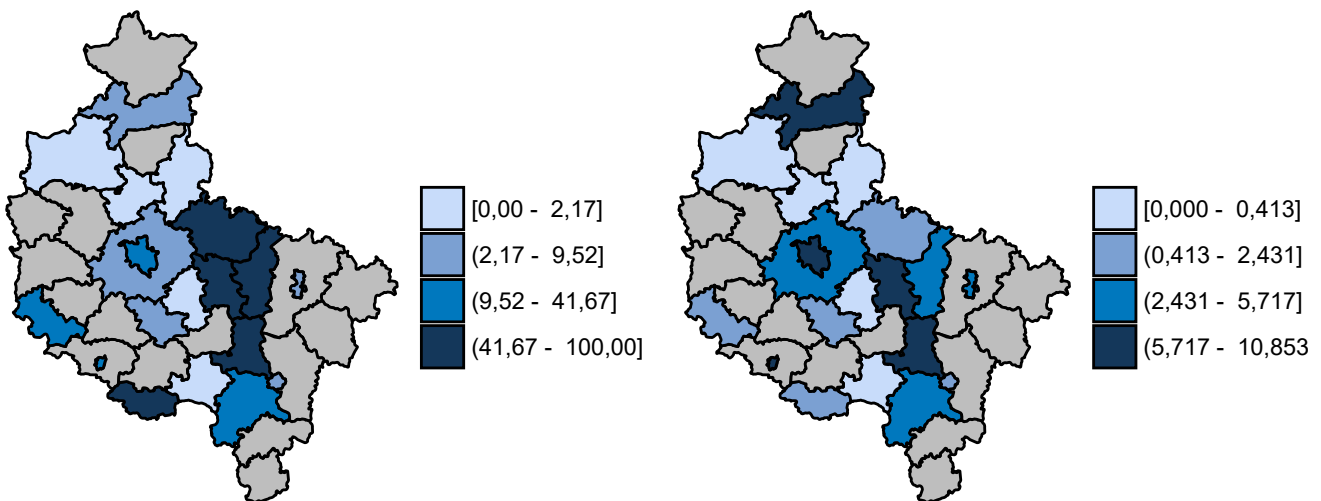 [0,00 - 2,17]
(2,17 - 9,52]
(9,52 - 41,67]
(41,67 - 100,00]
[0,000 - 0,413]
(0,413 - 2,431]
(2,431 - 5,717]
(5,717 - 10,853